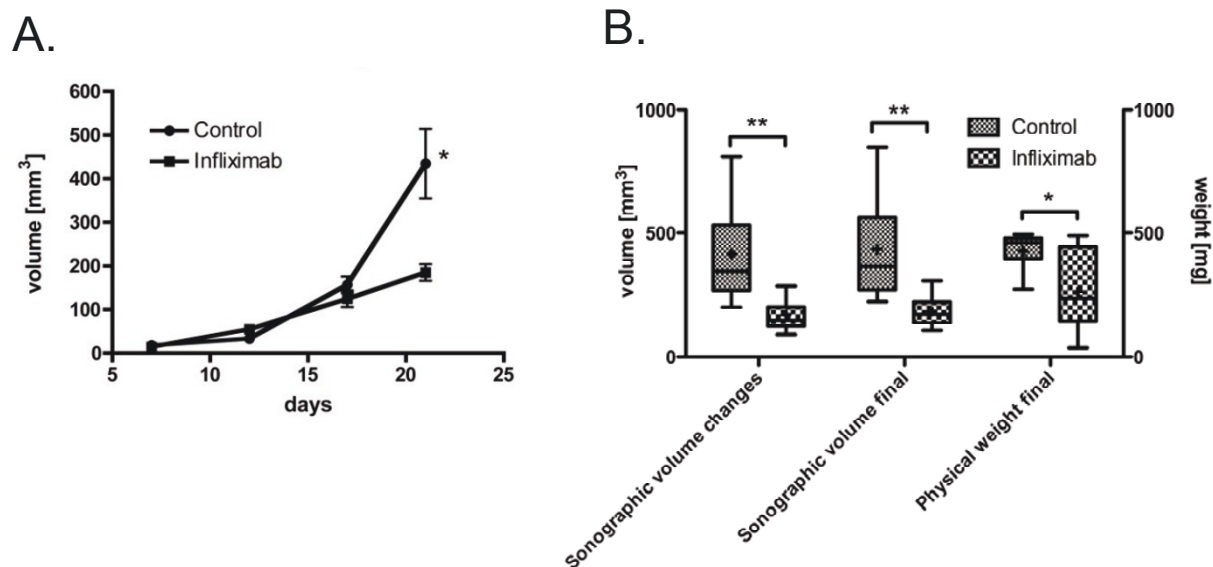 A.
600
500
400
300
200
100
0
volume [mm³]
Control
Infliximab
*
5
10
15
20
25
days
B.
1000
500
0
volume [mm³]
**
**
*
Control
Infliximab
1000
500
0
weight [mg]
Sonographic volume changes
Sonographic volume final
Physical weight final